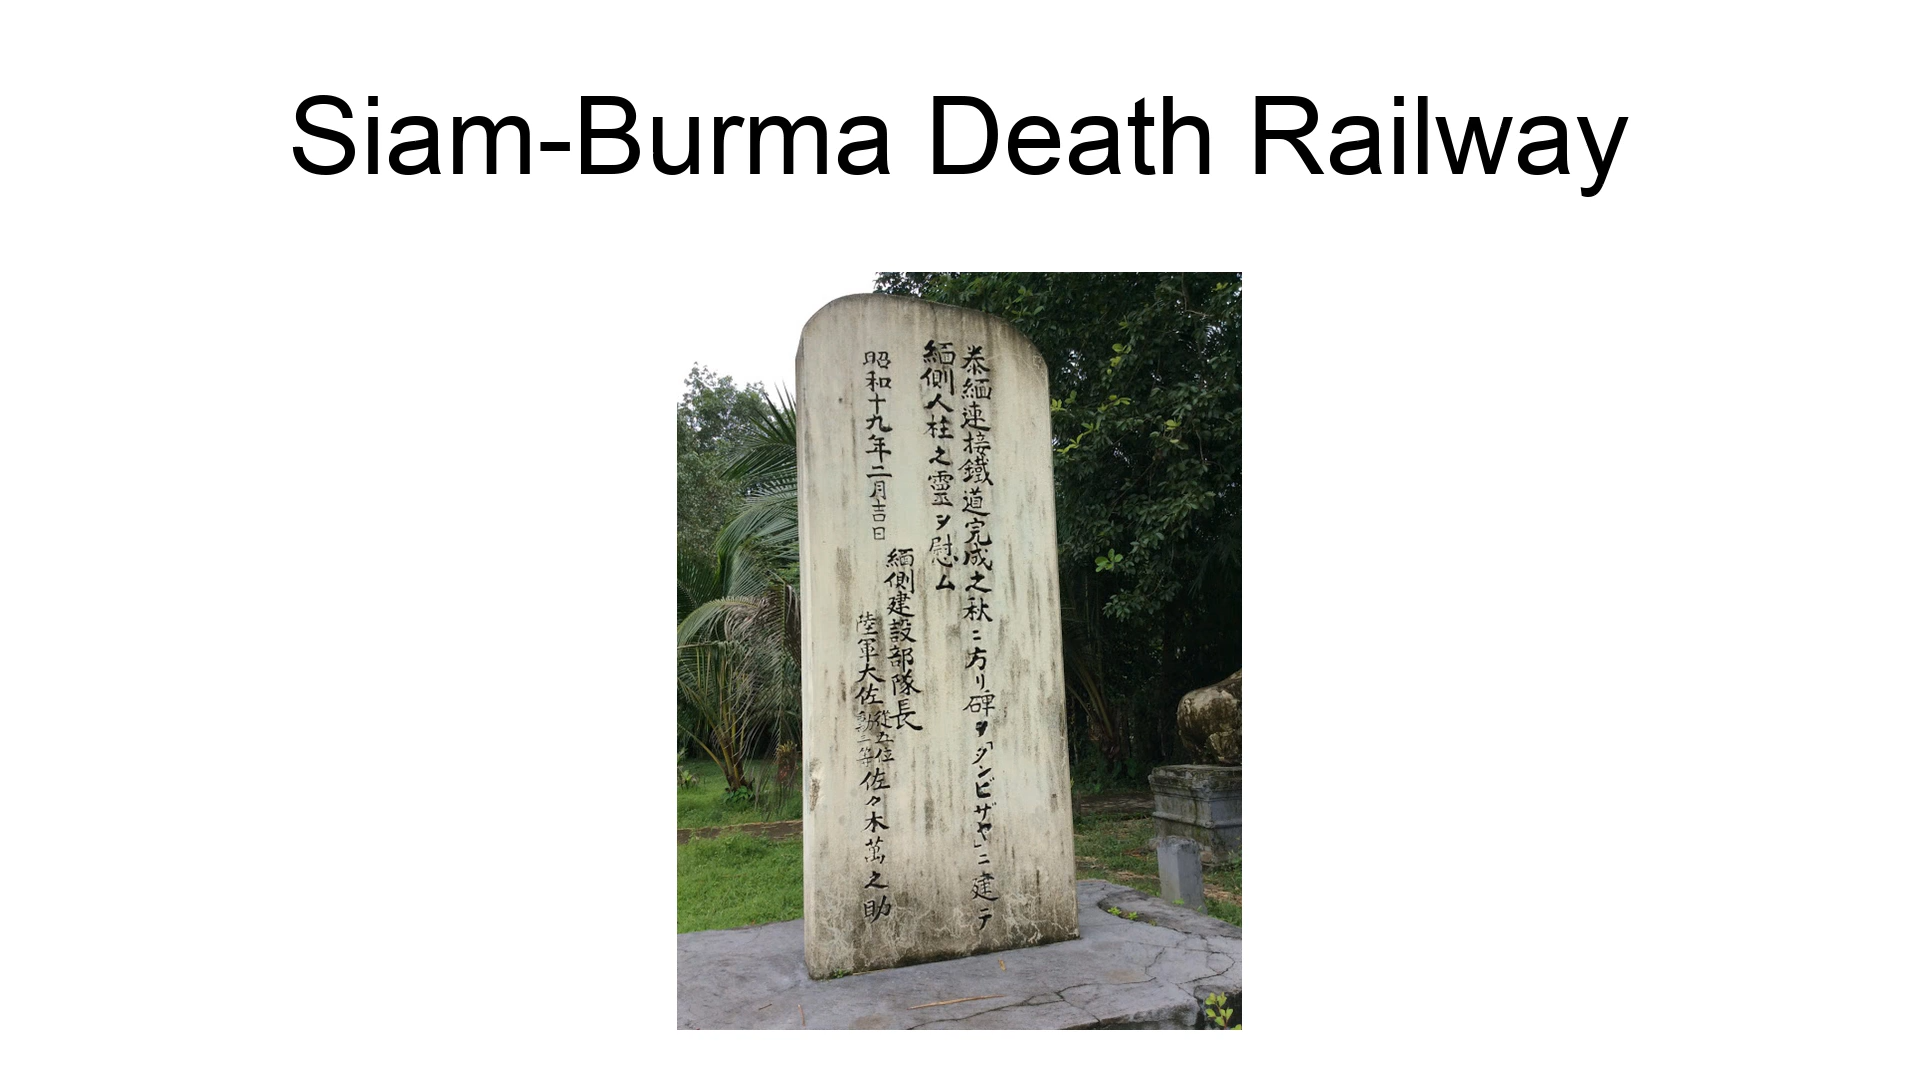 Siam-Burma Death Railway
泰緬連接鐵道完成之秋ニ方リ碑ヲ「タンビザヤ」ニ建テ
緬側人柱之靈ヲ慰ム
昭和十九年二月吉日
緬側建設部隊長
陸軍大佐
從五位
勳三等
佐々木萬之助